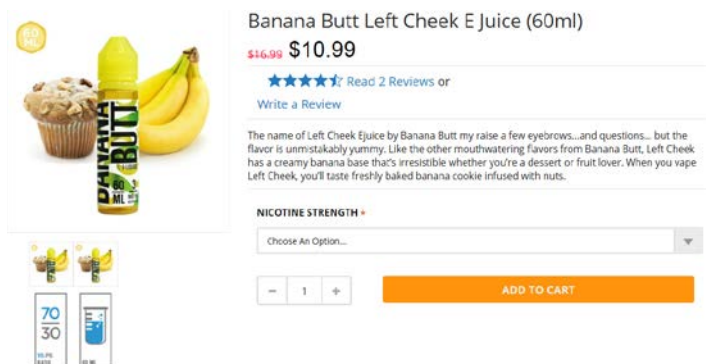 Banana Butt Left Cheek E Juice (60ml)
$16.99 $10.99
Read 2 Reviews or
Write a Review
The name of Left Cheek Ejuice by Banana Butt my raise a few eyebrows...and questions... but the
flavor is unmistakably yummy. Like the other mouthwatering flavors from Banana Butt, Left Cheek
has a creamy banana base that's irresistible whether you're a dessert or fruit lover. When you vape
Left Cheek, you'll taste freshly baked banana cookie infused with nuts.
NICOTINE STRENGTH *
Choose An Option...
- 1 +
ADD TO CART
60
ML
BANANA
BUTT
60
ML
3
70
30